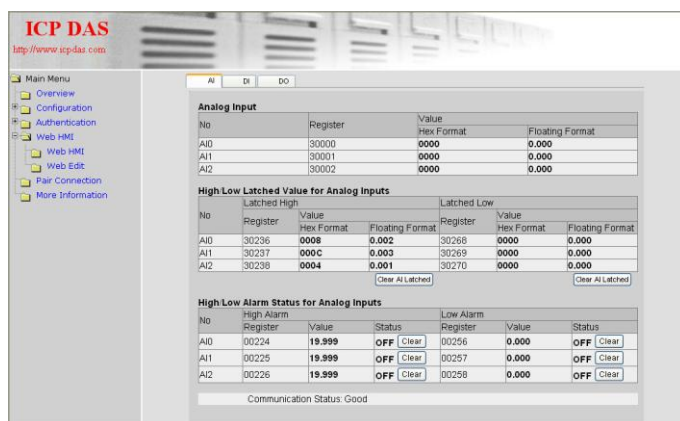 ICP DAS
http://www.icpdas.com
Main Menu
Overview
Configuration
Authentication
Web HMI
Web HMI
Web Edit
Pair Connection
More Information
AI DI DO
Analog Input
No Register Value
Hex Format Floating Format
AI0 30000 0000 0.000
AI1 30001 0000 0.000
AI2 30002 0000 0.000
High/Low Latched Value for Analog Inputs
No Latched High Latched Low
Register Value Register Value
Hex Format Floating Format Hex Format Floating Format
AI0 30236 0008 0.002 30268 0000 0.000
AI1 30237 000C 0.003 30269 0000 0.000
AI2 30238 0004 0.001 30270 0000 0.000
Clear AI Latched Clear AI Latched
High/Low Alarm Status for Analog Inputs
No High Alarm Low Alarm
Register Value Status Register Value Status
AI0 00224 19.999 OFF Clear 00256 0.000 OFF Clear
AI1 00225 19.999 OFF Clear 00257 0.000 OFF Clear
AI2 00226 19.999 OFF Clear 00258 0.000 OFF Clear
Communication Status: Good